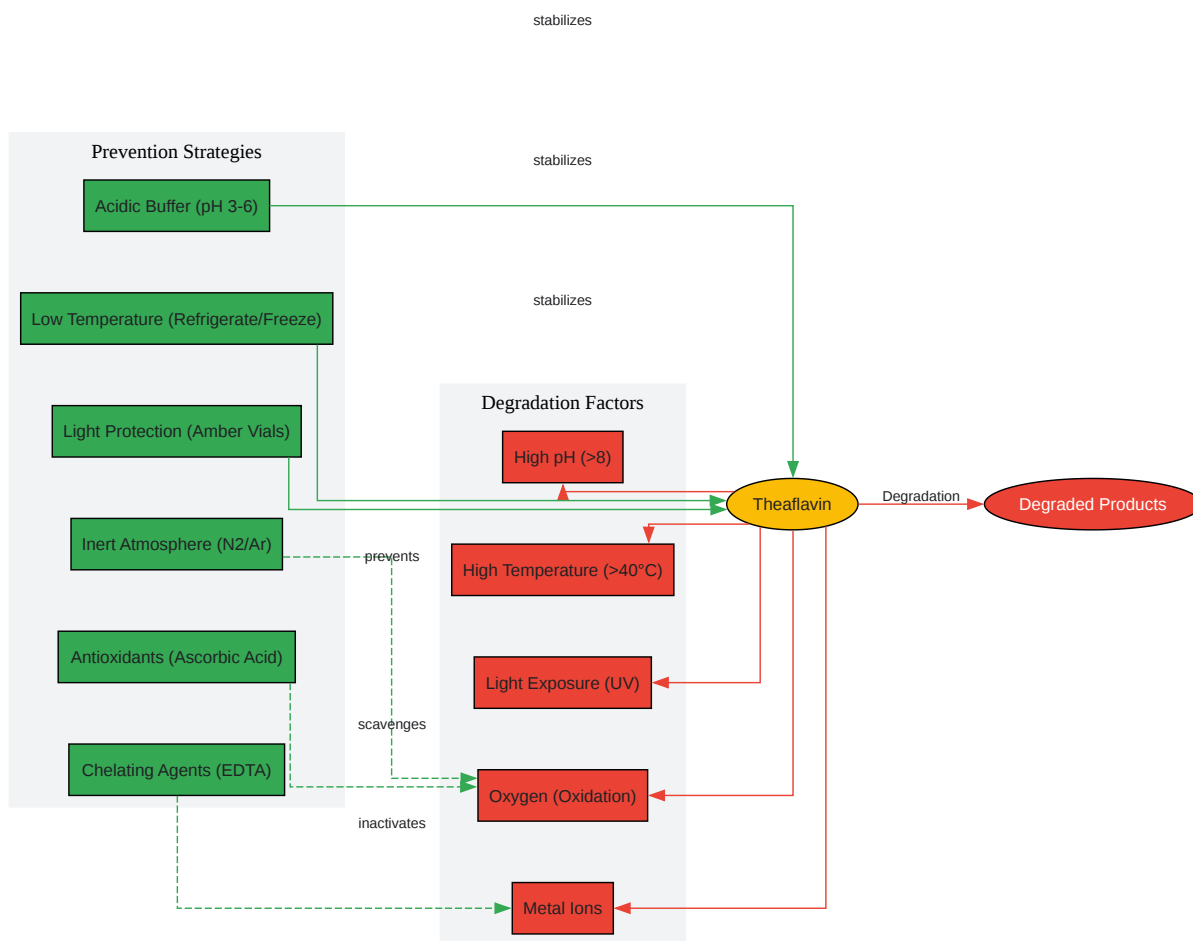 stabilizes
stabilizes
stabilizes
Prevention Strategies
Acidic Buffer (pH 3-6)
Low Temperature (Refrigerate/Freeze)
Light Protection (Amber Vials)
Inert Atmosphere (N2/Ar)
Antioxidants (Ascorbic Acid)
Chelating Agents (EDTA)
prevents
scavenges
inactivates
Degradation Factors
High pH (>8)
High Temperature (>40°C)
Light Exposure (UV)
Oxygen (Oxidation)
Metal Ions
Theaflavin
Degradation
Degraded Products